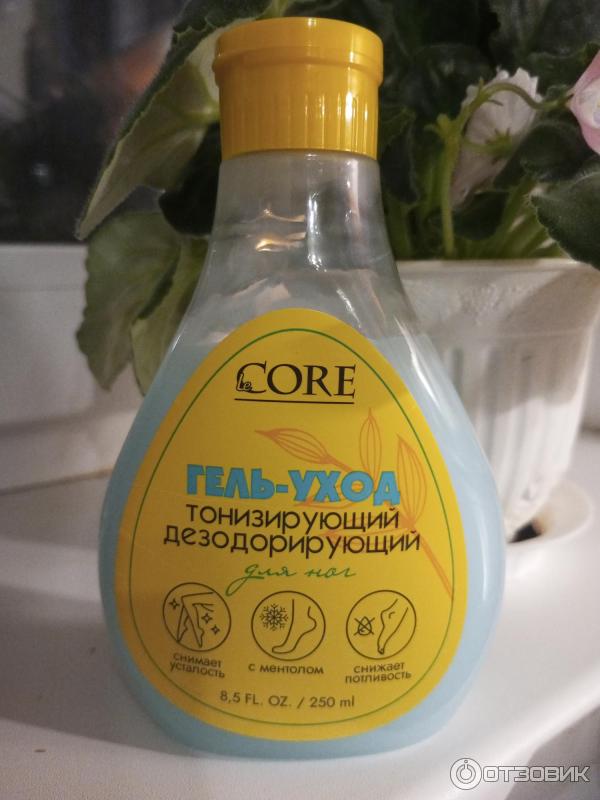 le CORE
ГЕЛЬ-УХОД
ТОНИЗИРУЮЩИЙ
ДЕЗОДОРИРУЮЩИЙ
для ног
снимает
усталость
с ментолом
снижает
потливость
8,5 FL. OZ. / 250 ml
ОТЗОВИК